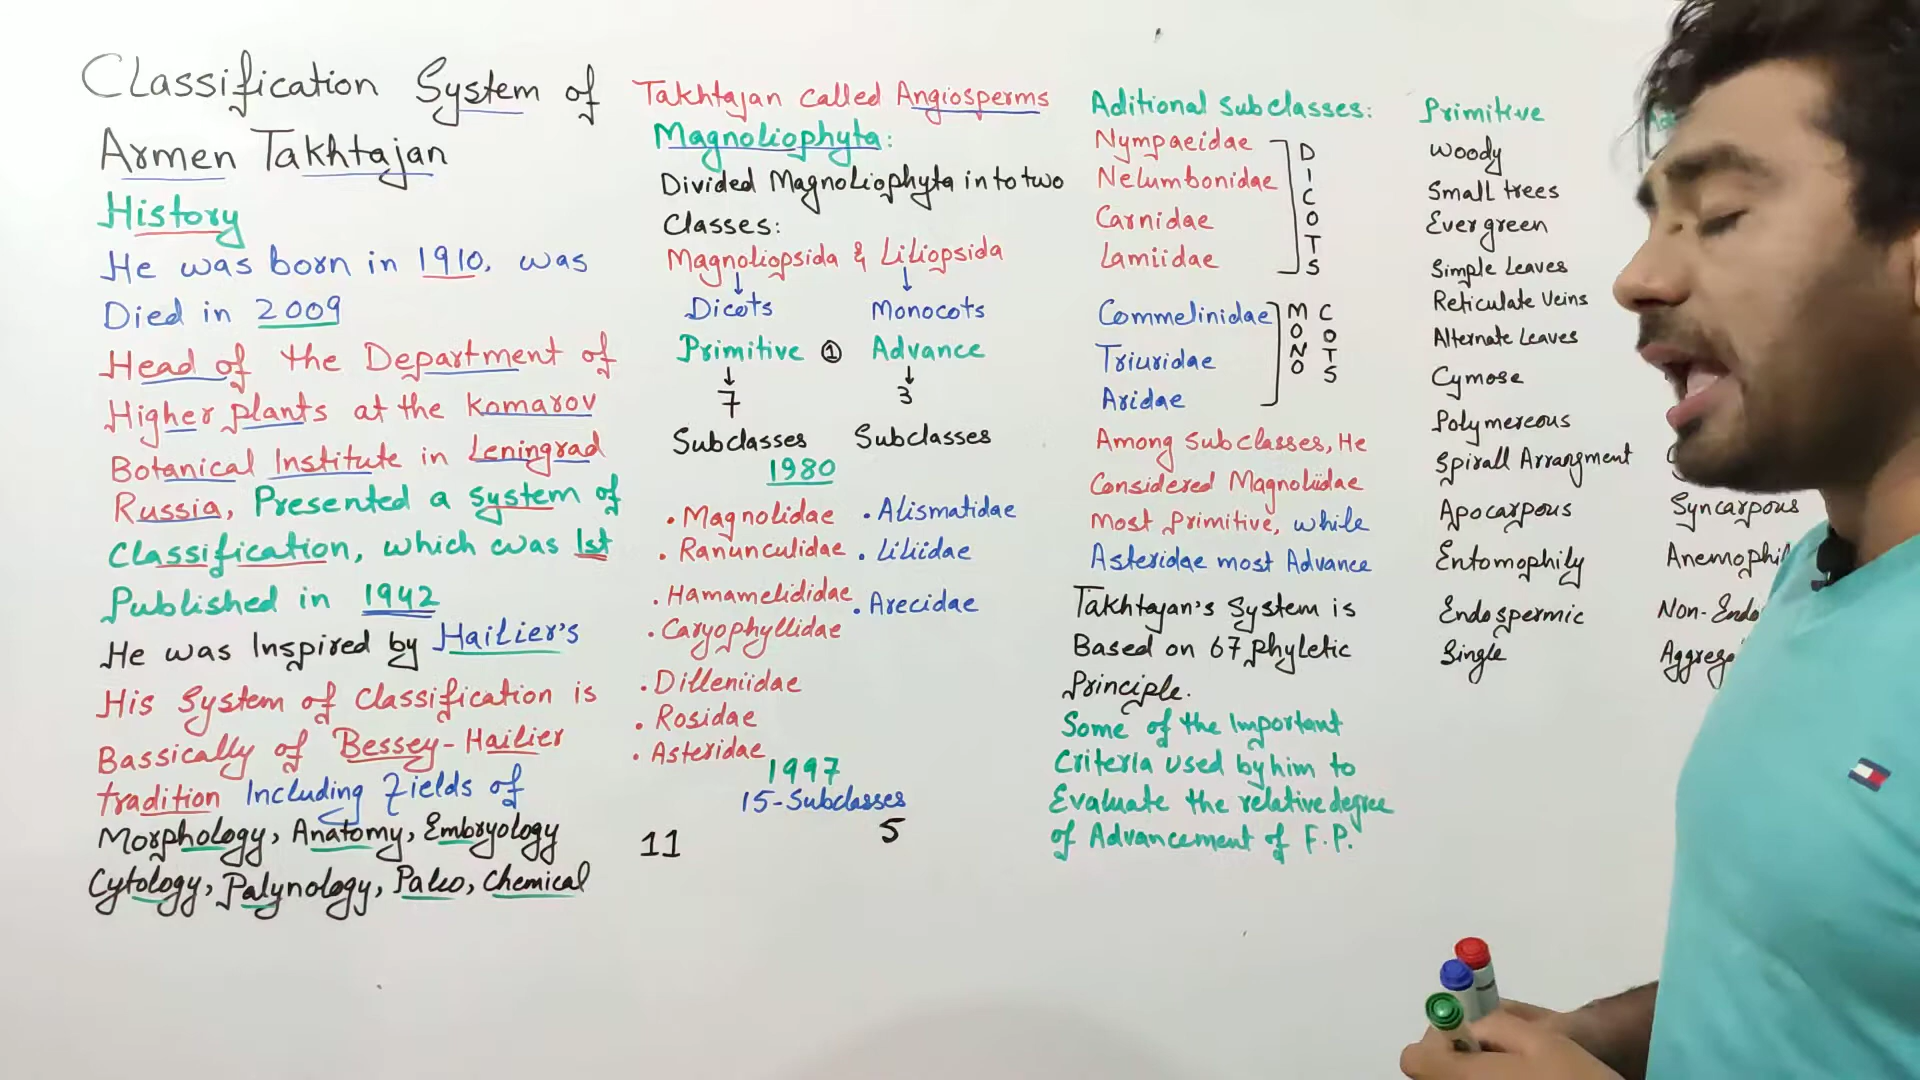 Classification System of
Armen Takhtajan
History
He was born in 1910, was
Died in 2009
Head of the Department of
Higher plants at the Komarov
Botanical Institute in Leningrad
Russia, Presented a system of
Classification, which was 1st
Published in 1942
He was Inspired by Hailier's
His System of Classification is
Bassically of Bessey-Hailier
tradition Including Fields of
Morphology, Anatomy, Embryology
Cytology, Palynology, Paleo, Chemical
Takhtajan called Angiosperms
Magnoliophyta:
Divided Magnoliophyta into two
Classes:
Magnoliopsida & Liliopsida
Dicots Monocots
Primitive ① Advance
7 3
Subclasses Subclasses
1980
• Magnolidae • Alismatidae
• Ranunculidae • Liliidae
• Hamamelididae • Arecidae
• Caryophyllidae
• Dilleniidae
• Rosidae
• Asteridae
1997
15-Subclasses
11 5
Aditional Subclasses:
Nympaeidae
Nelumbonidae
Carnidae
Lamiidae
DICOTS
Commelinidae
Triuridae
Aridae
MONO COTS
Among subclasses, He
Considered Magnoliidae
most primitive, while
Asteridae most Advance
Takhtajan's System is
Based on 67 phyletic
Principle.
Some of the Important
Criteria used by him to
Evaluate the relative degree
of Advancement of F.P.
Primitive
Woody
Small trees
Evergreen
Simple Leaves
Reticulate Veins
Alternate Leaves
Cymose
Polymereous
Spirall Arrangment
Apocarpous
Entomophily
Endospermic
Single
Syncarpous
Anemophil
Non-Endo